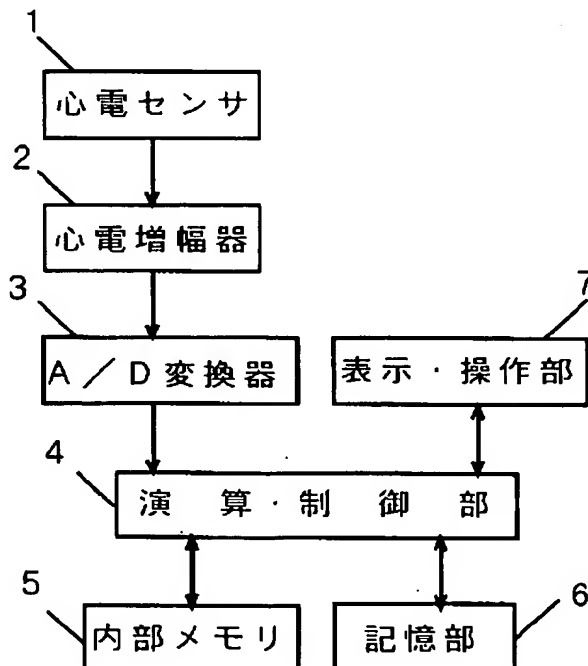 1
心電センサ
2
心電増幅器
3
A/D変換器
7
表示・操作部
4
演算・制御部
5
内部メモリ
6
記憶部